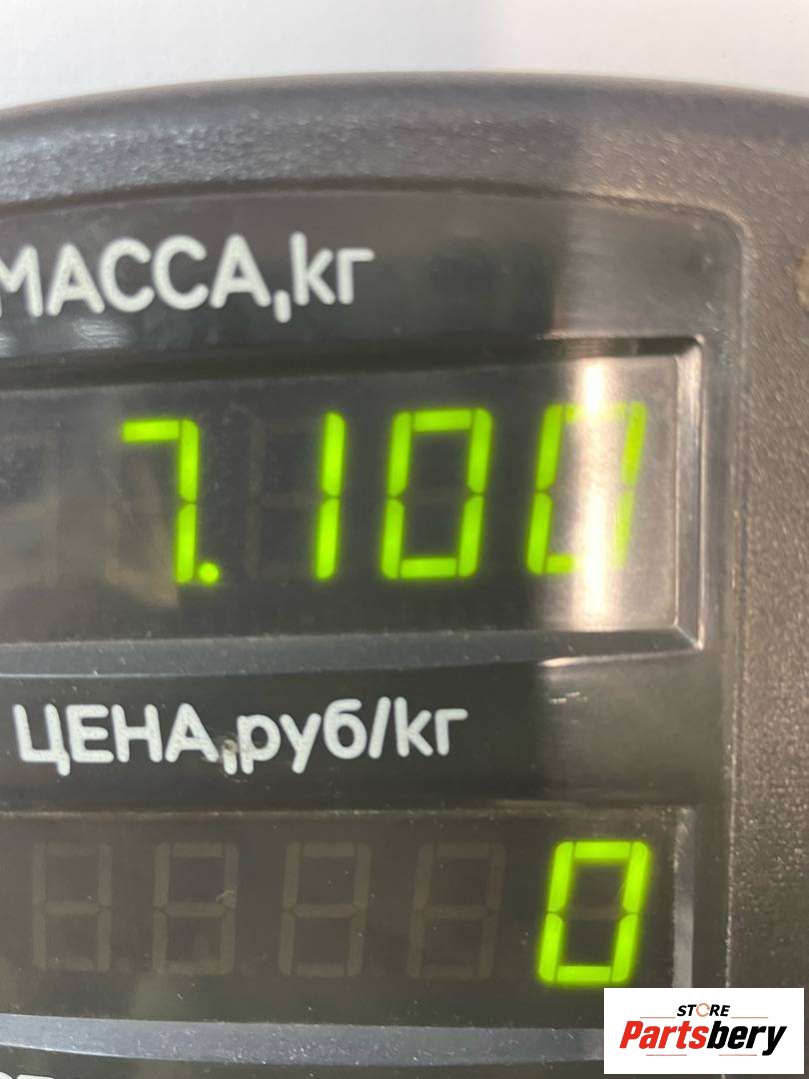 МАССА,кг
7.100
ЦЕНА,руб/кг
0
STORE
Partsbery